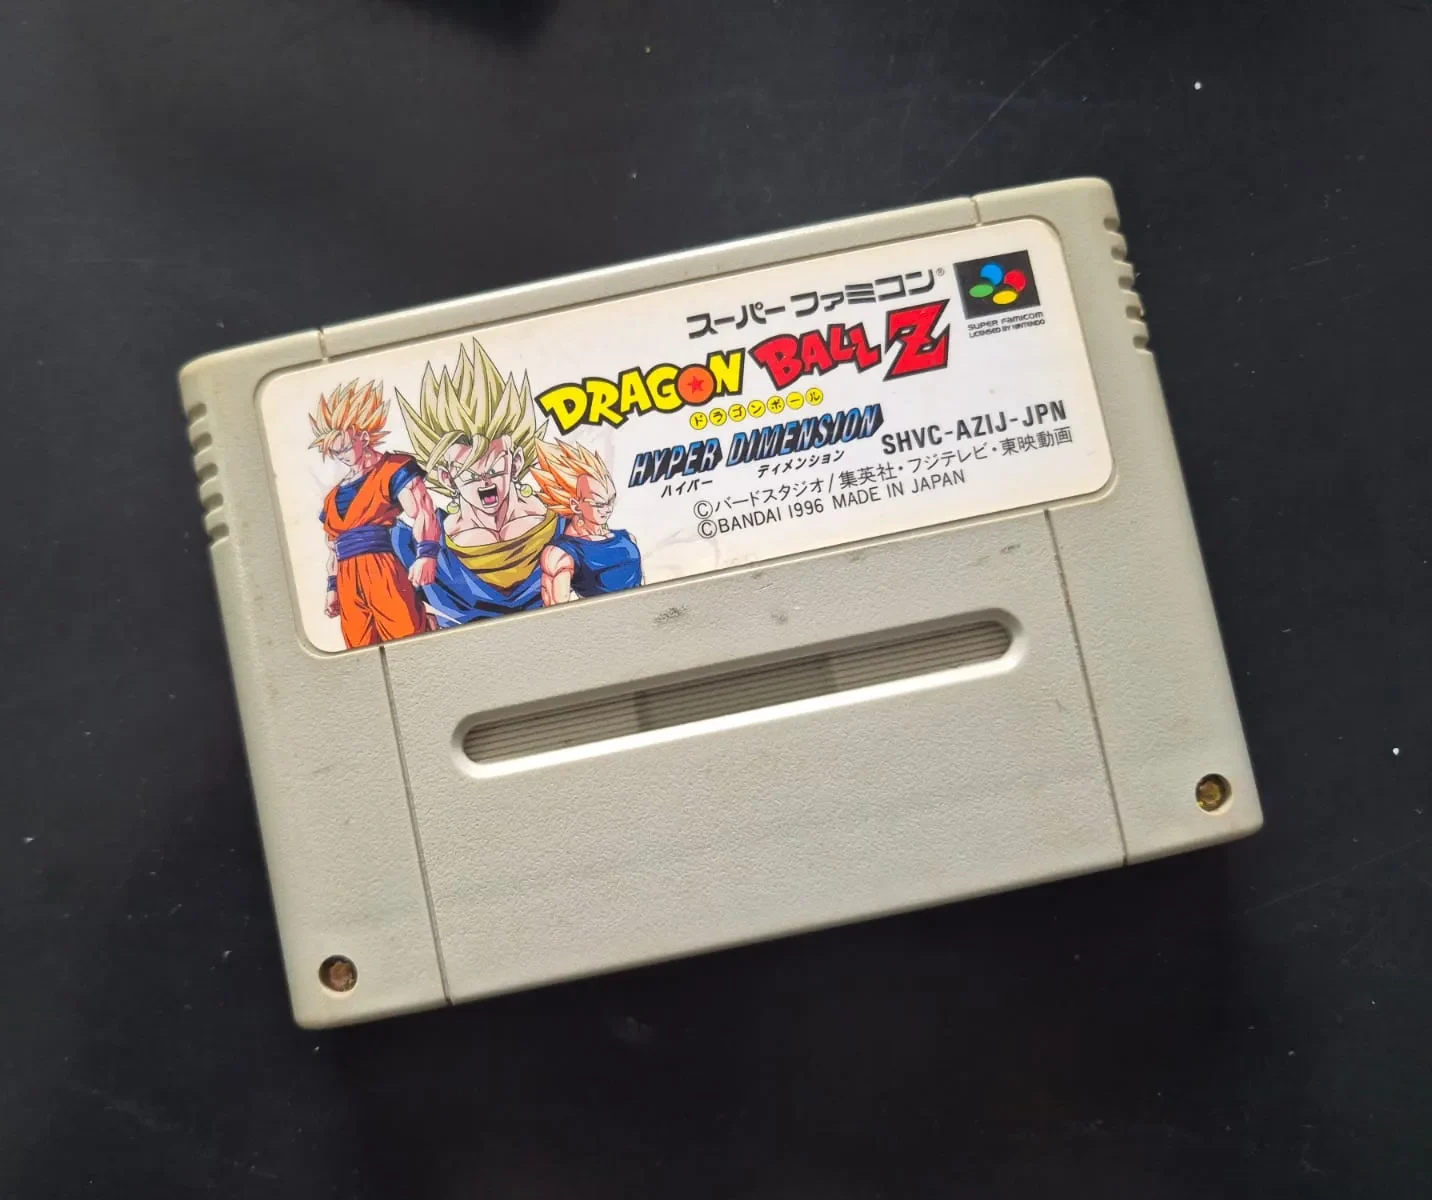 スーパーファミコン®
SUPER FAMICOM
LICENSED BY NINTENDO
DRAGON BALL Z
ドラゴンボール
HYPER DIMENSION
ハイパー ディメンション
SHVC-AZIJ-JPN
©バードスタジオ/集英社・フジテレビ・東映動画
©BANDAI 1996 MADE IN JAPAN